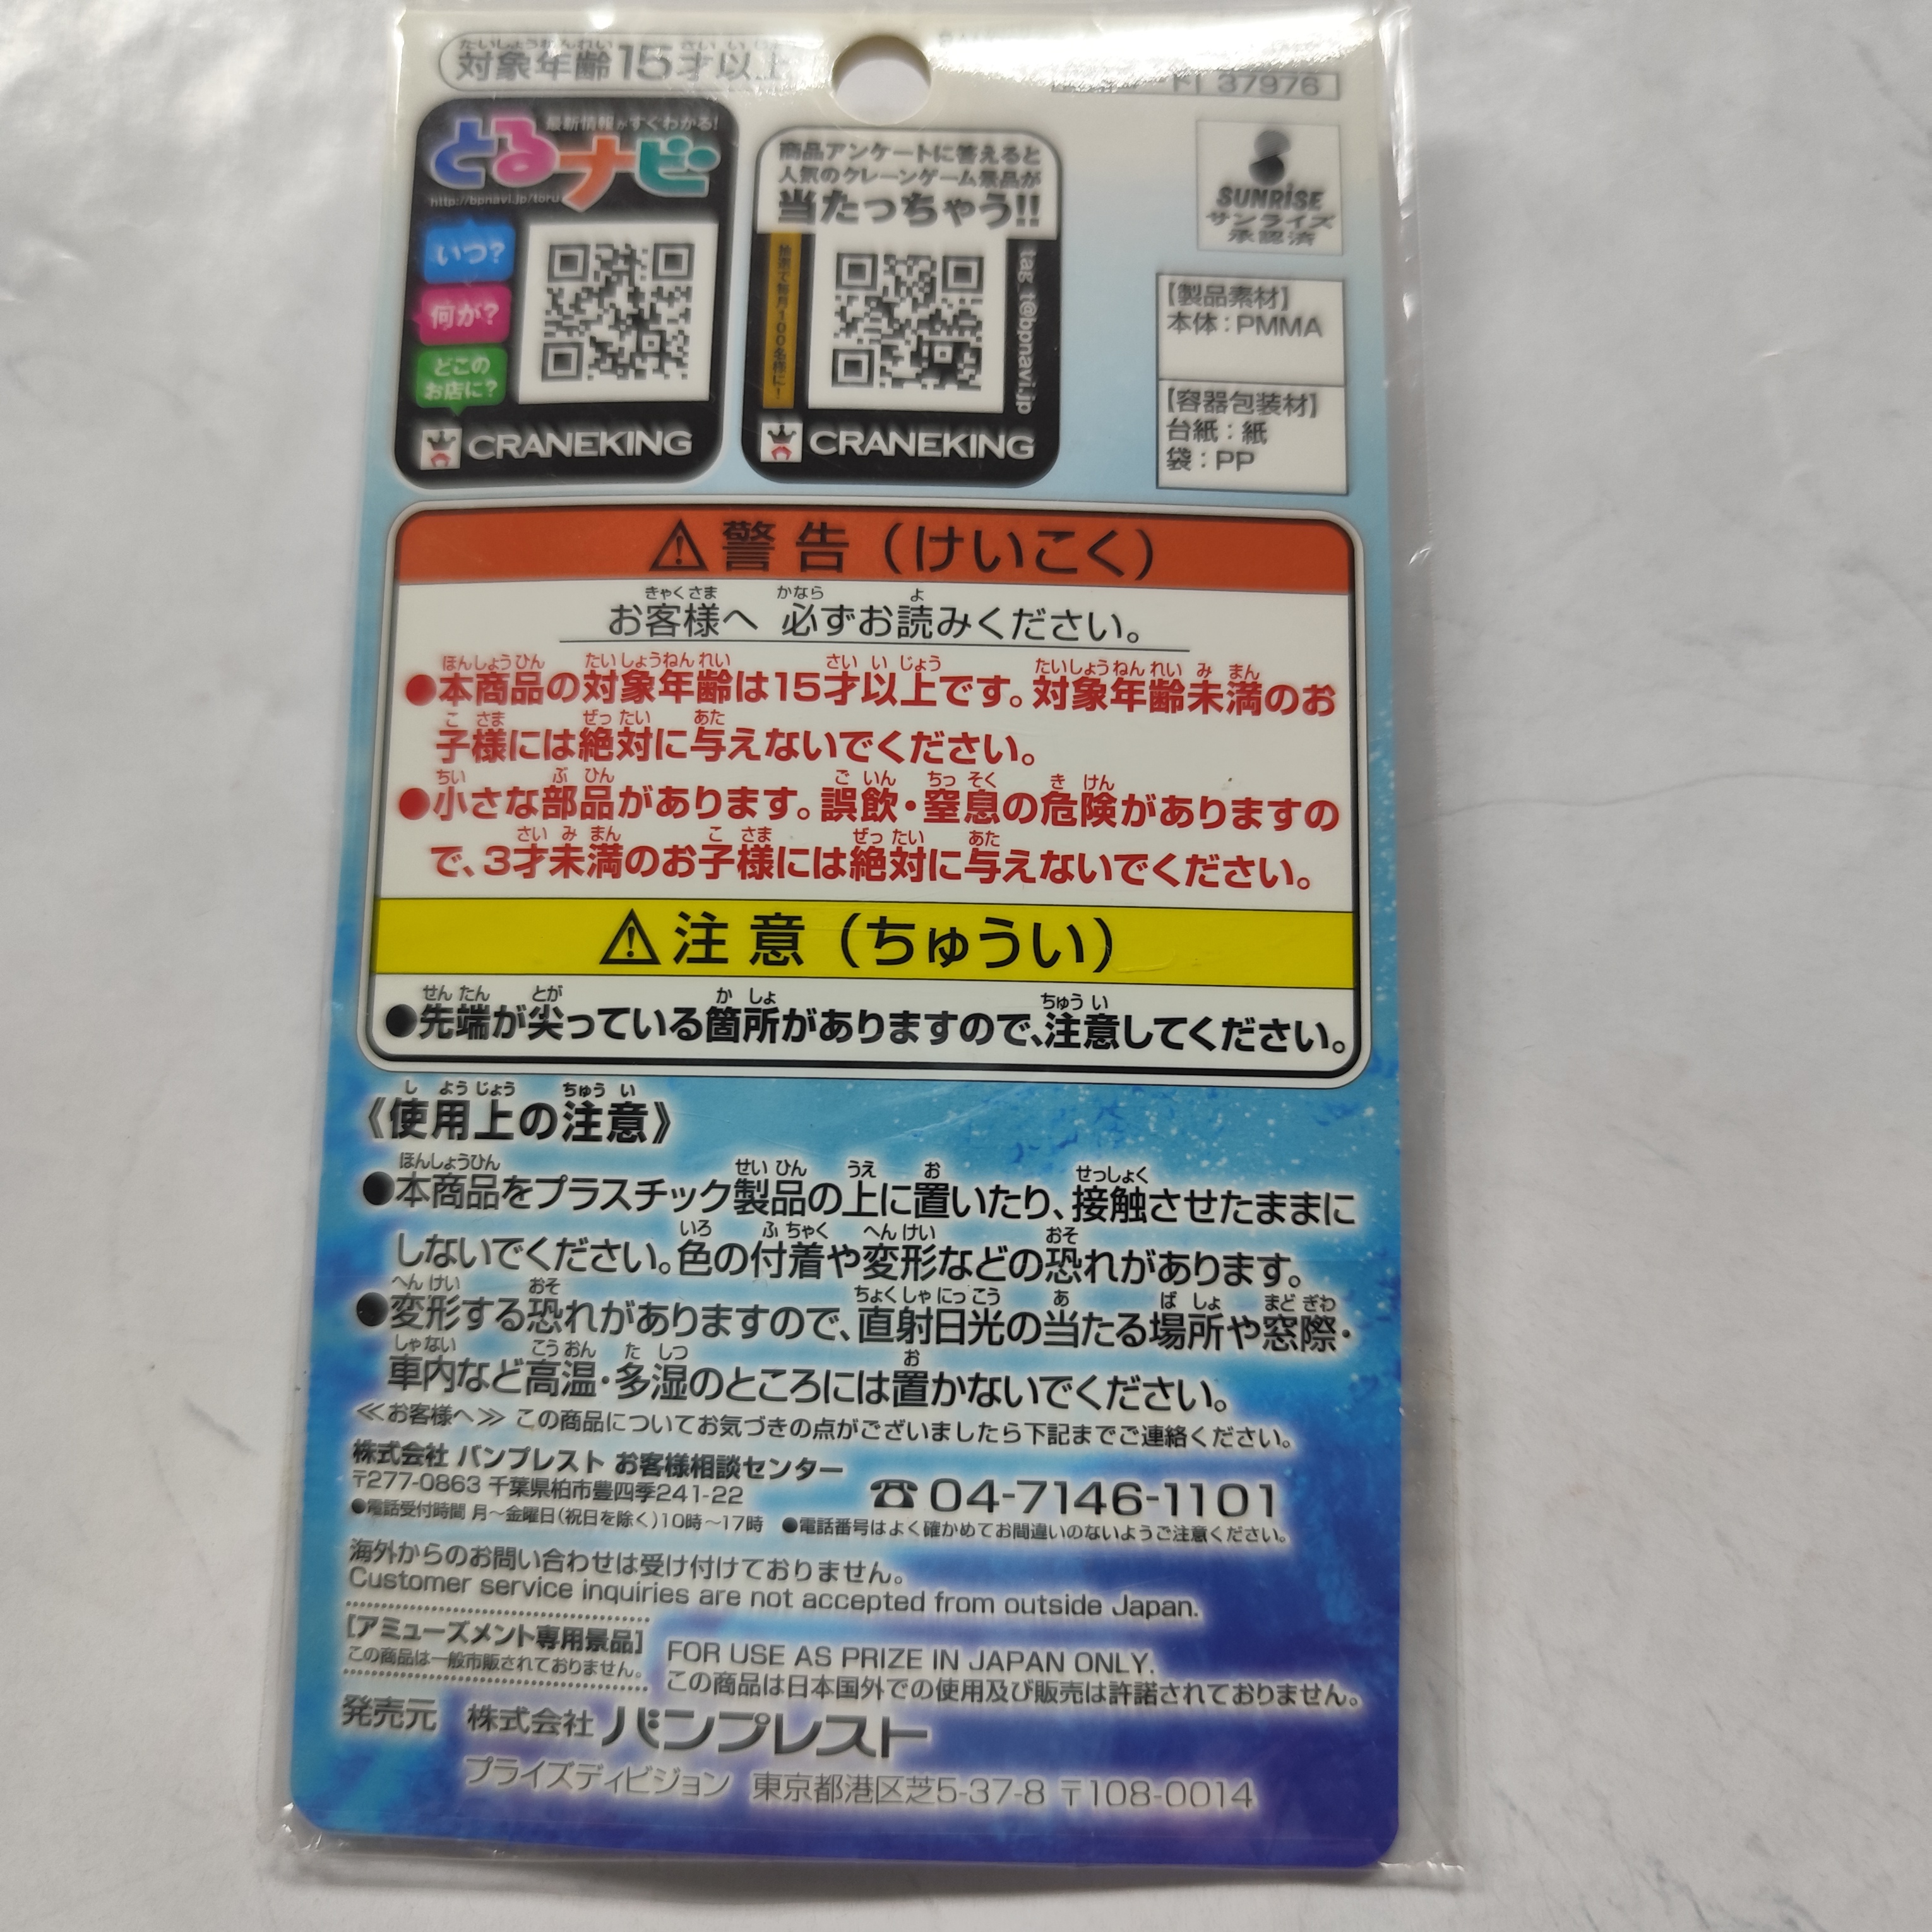 対象年齢15才以上
37976
最新情報がすぐわかる!
とるナビ
http://bpnavi.jp/toru
いつ?
何が?
どこの
お店に?
CRANEKING
商品アンケートに答えると
人気のクレーンゲーム景品が
当たっちゃう!!
抽選で毎月100名様に!
tag_t@bpnavi.jp
CRANEKING
SUNRISE
サンライズ
承認済
【製品素材】
本体:PMMA
【容器包装材】
台紙:紙
袋:PP
⚠警告(けいこく)
お客様へ 必ずお読みください。
●本商品の対象年齢は15才以上です。対象年齢未満のお
子様には絶対に与えないでください。
●小さな部品があります。誤飲・窒息の危険がありますの
で、3才未満のお子様には絶対に与えないでください。
⚠注意(ちゅうい)
●先端が尖っている箇所がありますので、注意してください。
《使用上の注意》
●本商品をプラスチック製品の上に置いたり、接触させたままに
しないでください。色の付着や変形などの恐れがあります。
●変形する恐れがありますので、直射日光の当たる場所や窓際・
車内など高温・多湿のところには置かないでください。
≪お客様へ≫ この商品についてお気づきの点がございましたら下記までご連絡ください。
株式会社 バンプレスト お客様相談センター
〒277-0863 千葉県柏市豊四季241-22
☎04-7146-1101
●電話受付時間 月~金曜日(祝日を除く)10時~17時 ●電話番号はよく確かめてお間違いのないようご注意ください。
海外からのお問い合わせは受け付けておりません。
Customer service inquiries are not accepted from outside Japan.
[アミューズメント専用景品]
この商品は一般市販されておりません。
FOR USE AS PRIZE IN JAPAN ONLY.
この商品は日本国外での使用及び販売は許諾されておりません。
発売元 株式会社バンプレスト
プライズディビジョン 東京都港区芝5-37-8 〒108-0014